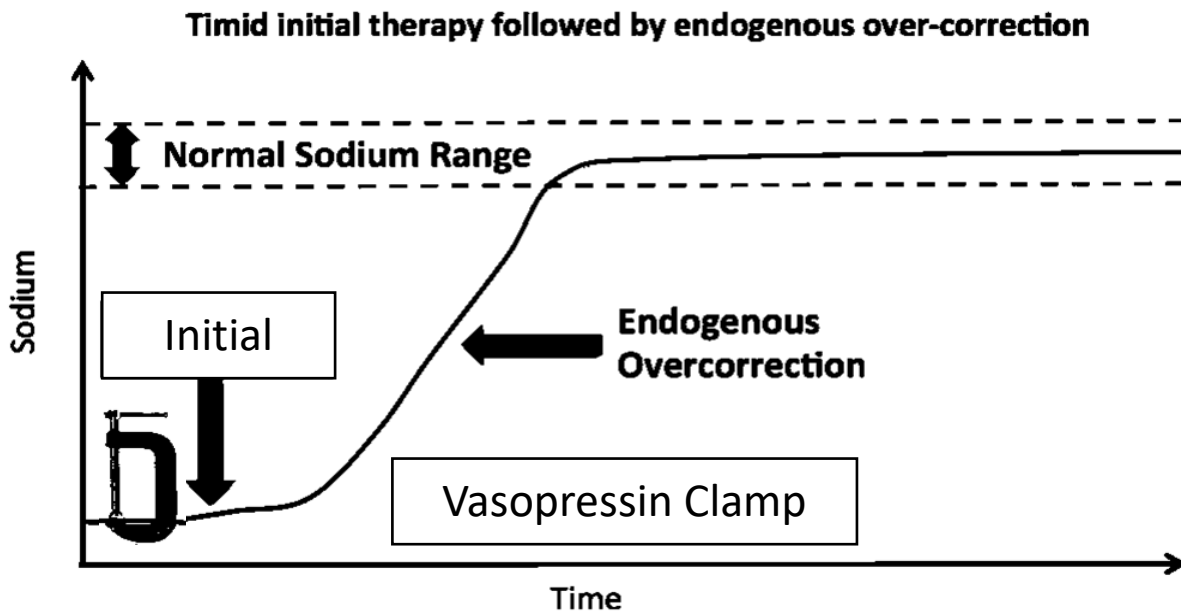 Timid initial therapy followed by endogenous over-correction
Normal Sodium Range
Sodium
Initial
Endogenous
Overcorrection
Vasopressin Clamp
Time